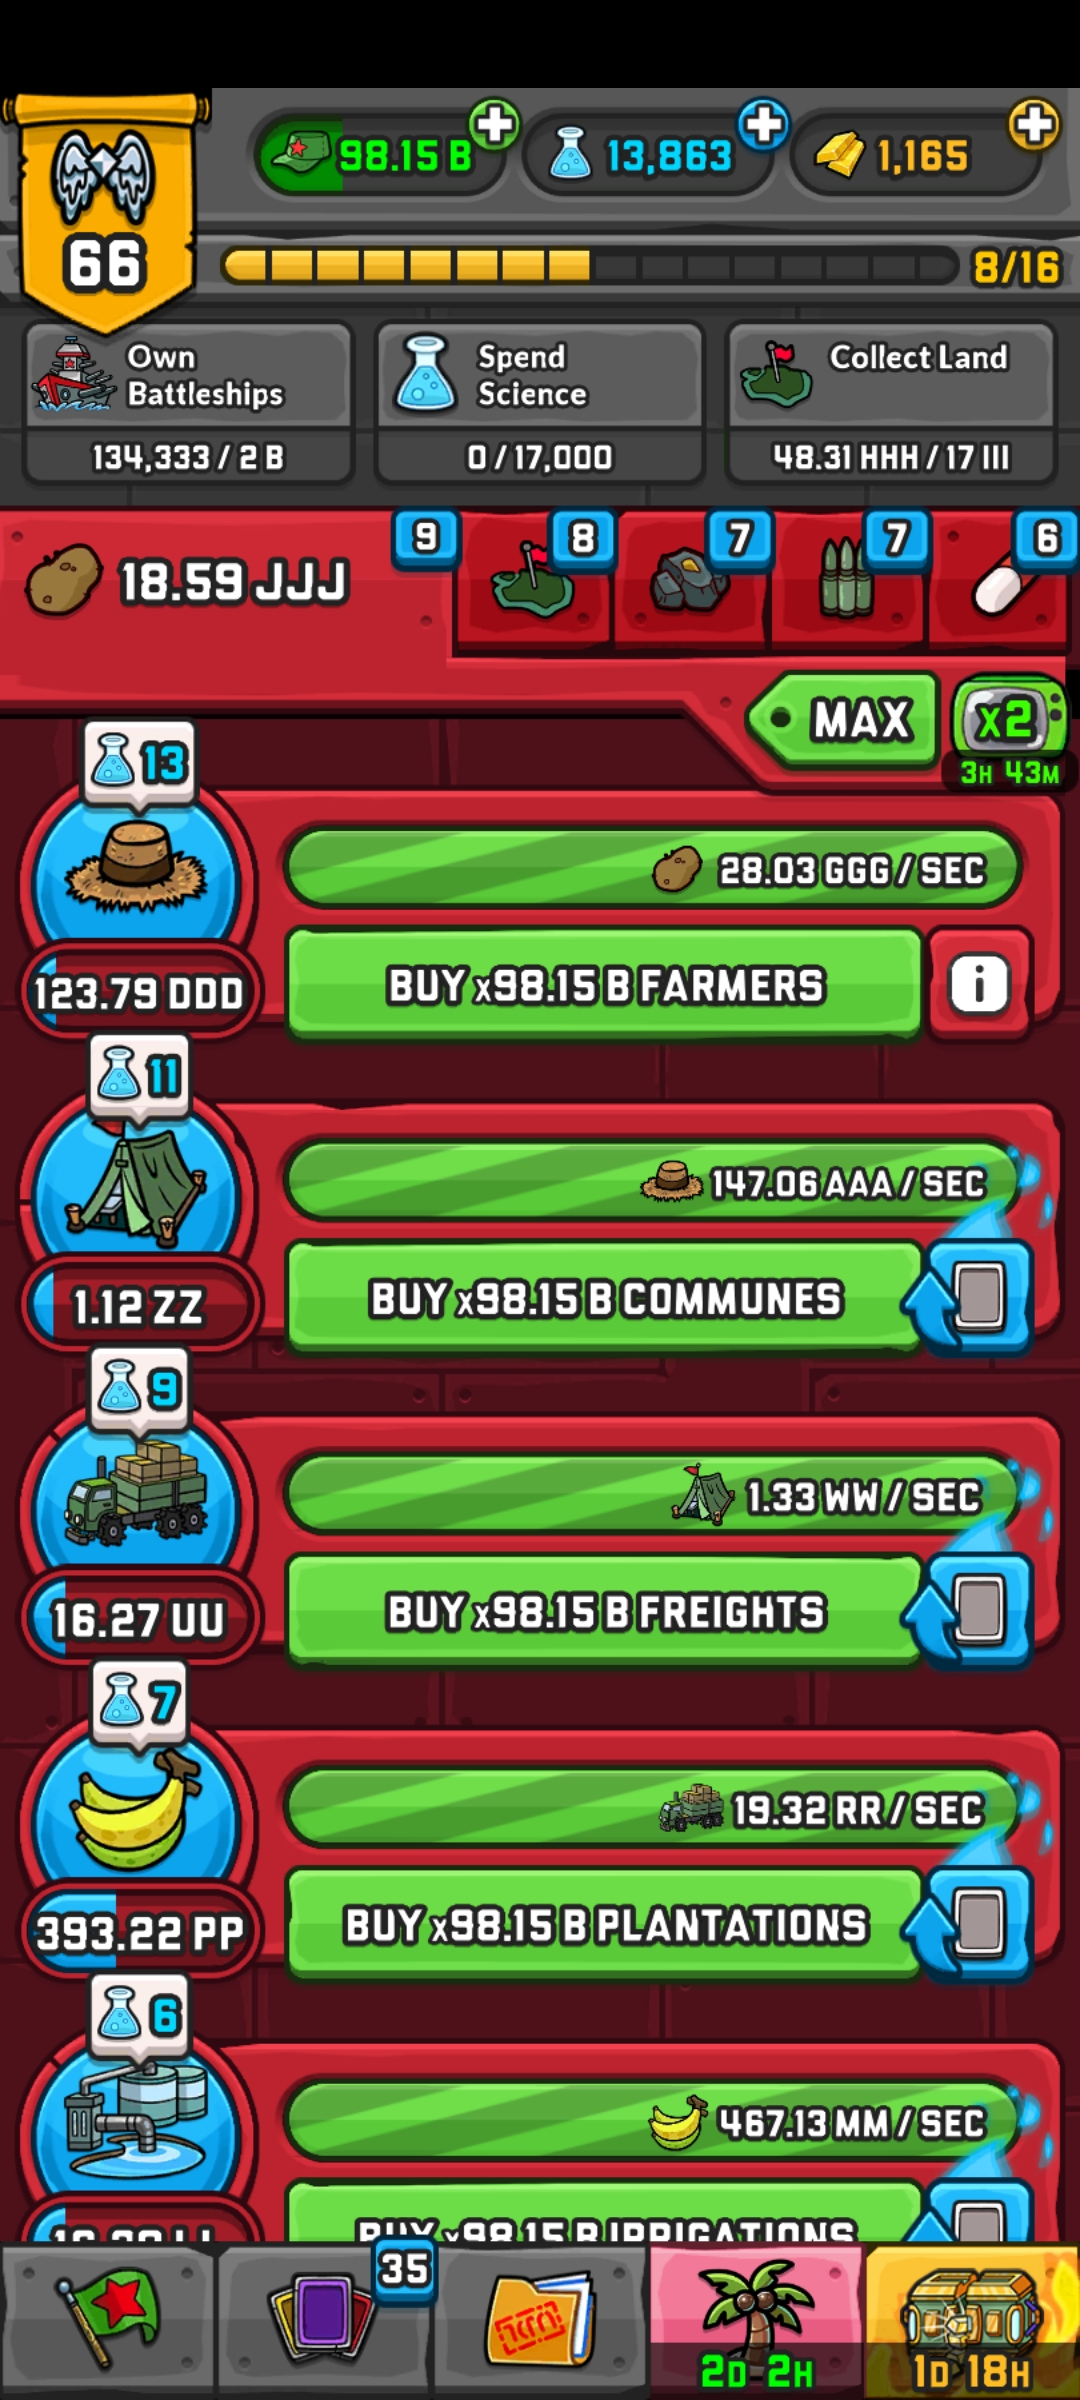 98.15 B
13,863
1,165
66
8/16
Own
Battleships
134,333 / 2 B
Spend
Science
0 / 17,000
Collect Land
48.31 HHH / 17 III
18.59 JJJ
9
8
7
7
6
MAX
x2
3H 43M
13
28.03 GGG / SEC
123.79 DDD
BUY x98.15 B FARMERS
i
11
147.06 AAA / SEC
1.12 ZZ
BUY x98.15 B COMMUNES
9
1.33 WW / SEC
16.27 UU
BUY x98.15 B FREIGHTS
7
19.32 RR / SEC
393.22 PP
BUY x98.15 B PLANTATIONS
6
467.13 MM / SEC
BUY x98.15 B IRRIGATIONS
35
2D 2H
1D 18H